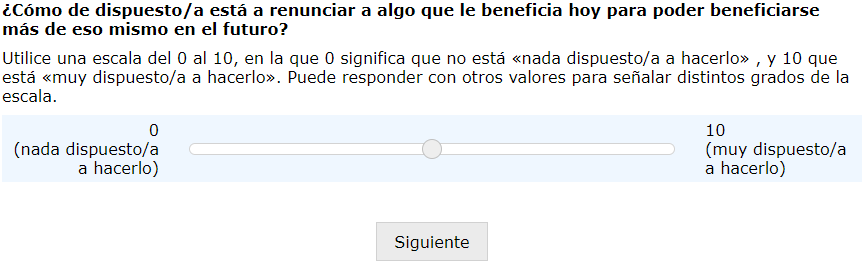 ¿Cómo de dispuesto/a está a renunciar a algo que le beneficia hoy para poder beneficiarse
más de eso mismo en el futuro?
Utilice una escala del 0 al 10, en la que 0 significa que no está «nada dispuesto/a a hacerlo» , y 10 que
está «muy dispuesto/a a hacerlo». Puede responder con otros valores para señalar distintos grados de la
escala.
0
(nada dispuesto/a
a hacerlo)
10
(muy dispuesto/a
a hacerlo)
Siguiente